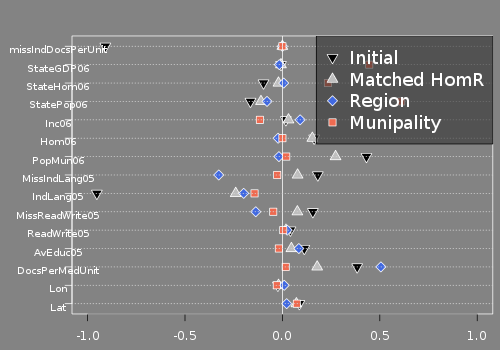 missIndDocsPerUnit
StateGDP06
StateHom06
StatePop06
Inc06
Hom06
PopMun06
MissIndLang05
IndLang05
MissReadWrite05
ReadWrite05
AvEduc05
DocsPerMedUnit
Lon
Lat
Initial
Matched HomR
Region
Munipality
-1.0 -0.5 0.0 0.5 1.0